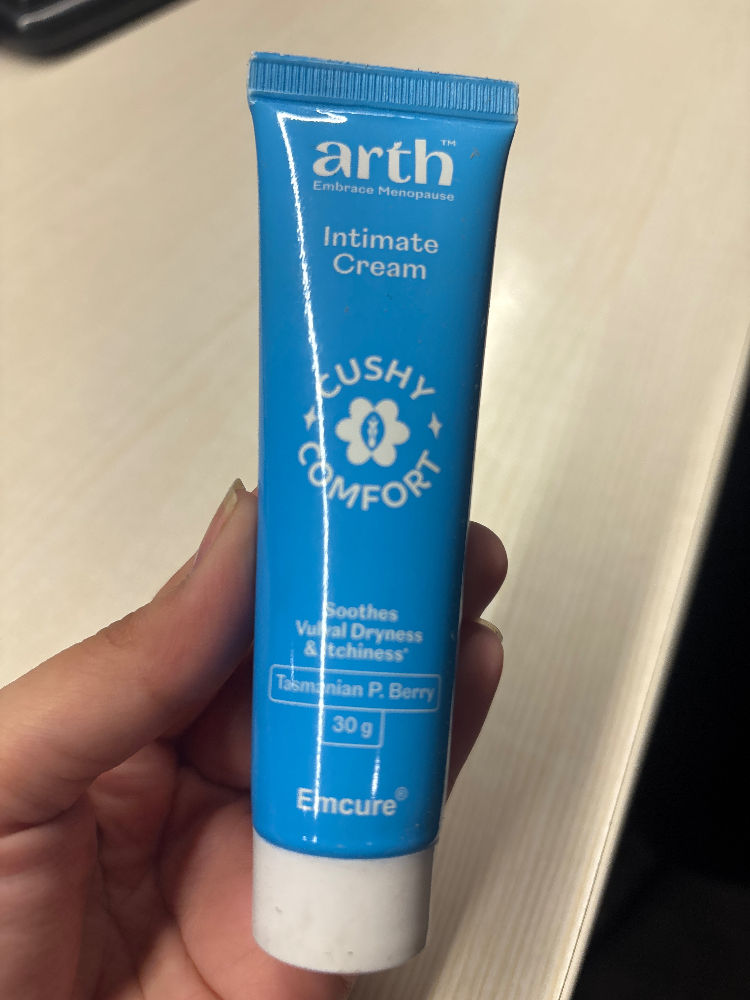 arth™
Embrace Menopause
Intimate
Cream
CUSHY
COMFORT
Soothes
Vulval Dryness
& Itchiness*
Tasmanian P. Berry
30 g
Emcure®